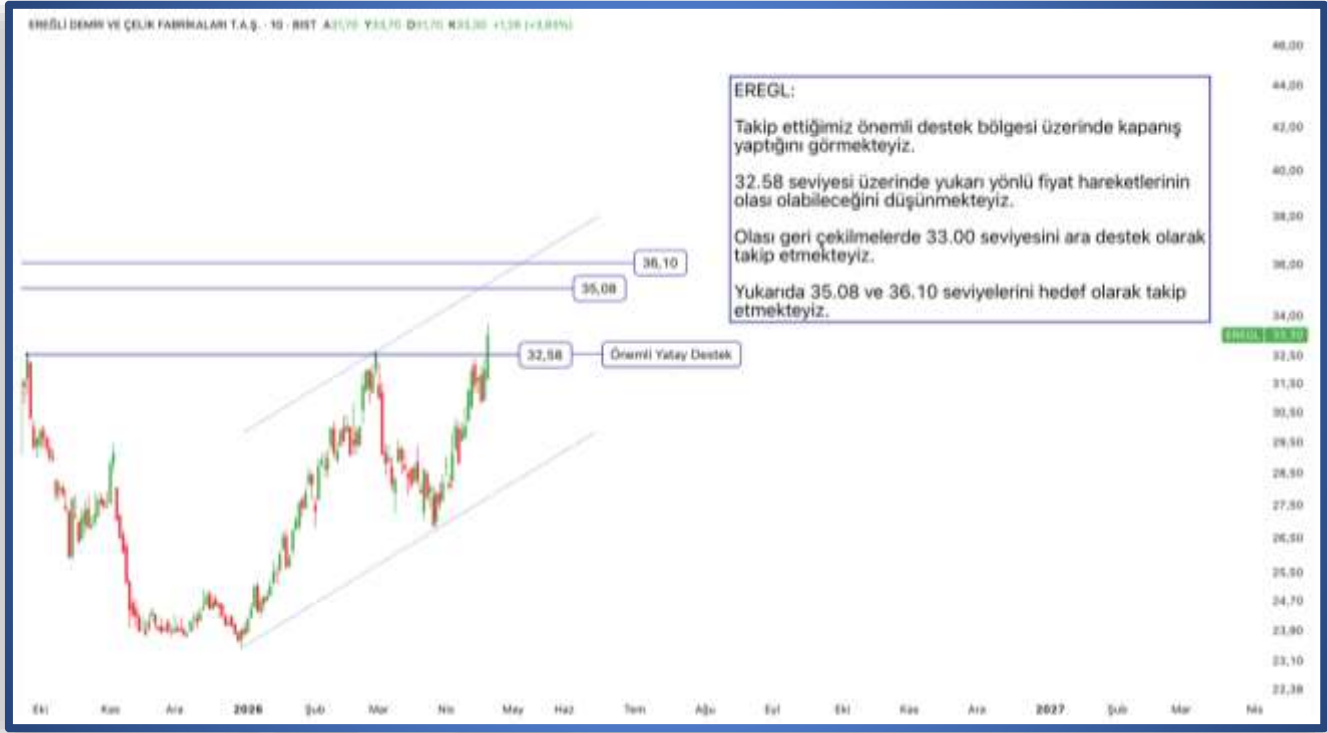 EREĞLİ DEMİR VE ÇELİK FABRİKALARI T.A.Ş. · 1G · BIST
46,00
44,00
42,00
40,00
38,00
36,00
34,00
32,50
31,50
30,50
29,50
28,50
27,50
26,50
25,50
24,70
23,90
23,10
22,38
EREGL:
Takip ettiğimiz önemli destek bölgesi üzerinde kapanış
yaptığını görmekteyiz.
32.58 seviyesi üzerinde yukarı yönlü fiyat hareketlerinin
olası olabileceğini düşünmekteyiz.
Olası geri çekilmelerde 33.00 seviyesini ara destek olarak
takip etmekteyiz.
Yukarıda 35.08 ve 36.10 seviyelerini hedef olarak takip
etmekteyiz.
36,10
35,08
32,58
Önemli Yatay Destek
EREGL
Eki Kas Ara 2026 Şub Mar Nis May Haz Tem Ağu Eyl Eki Kas Ara 2027 Şub Mar Nis